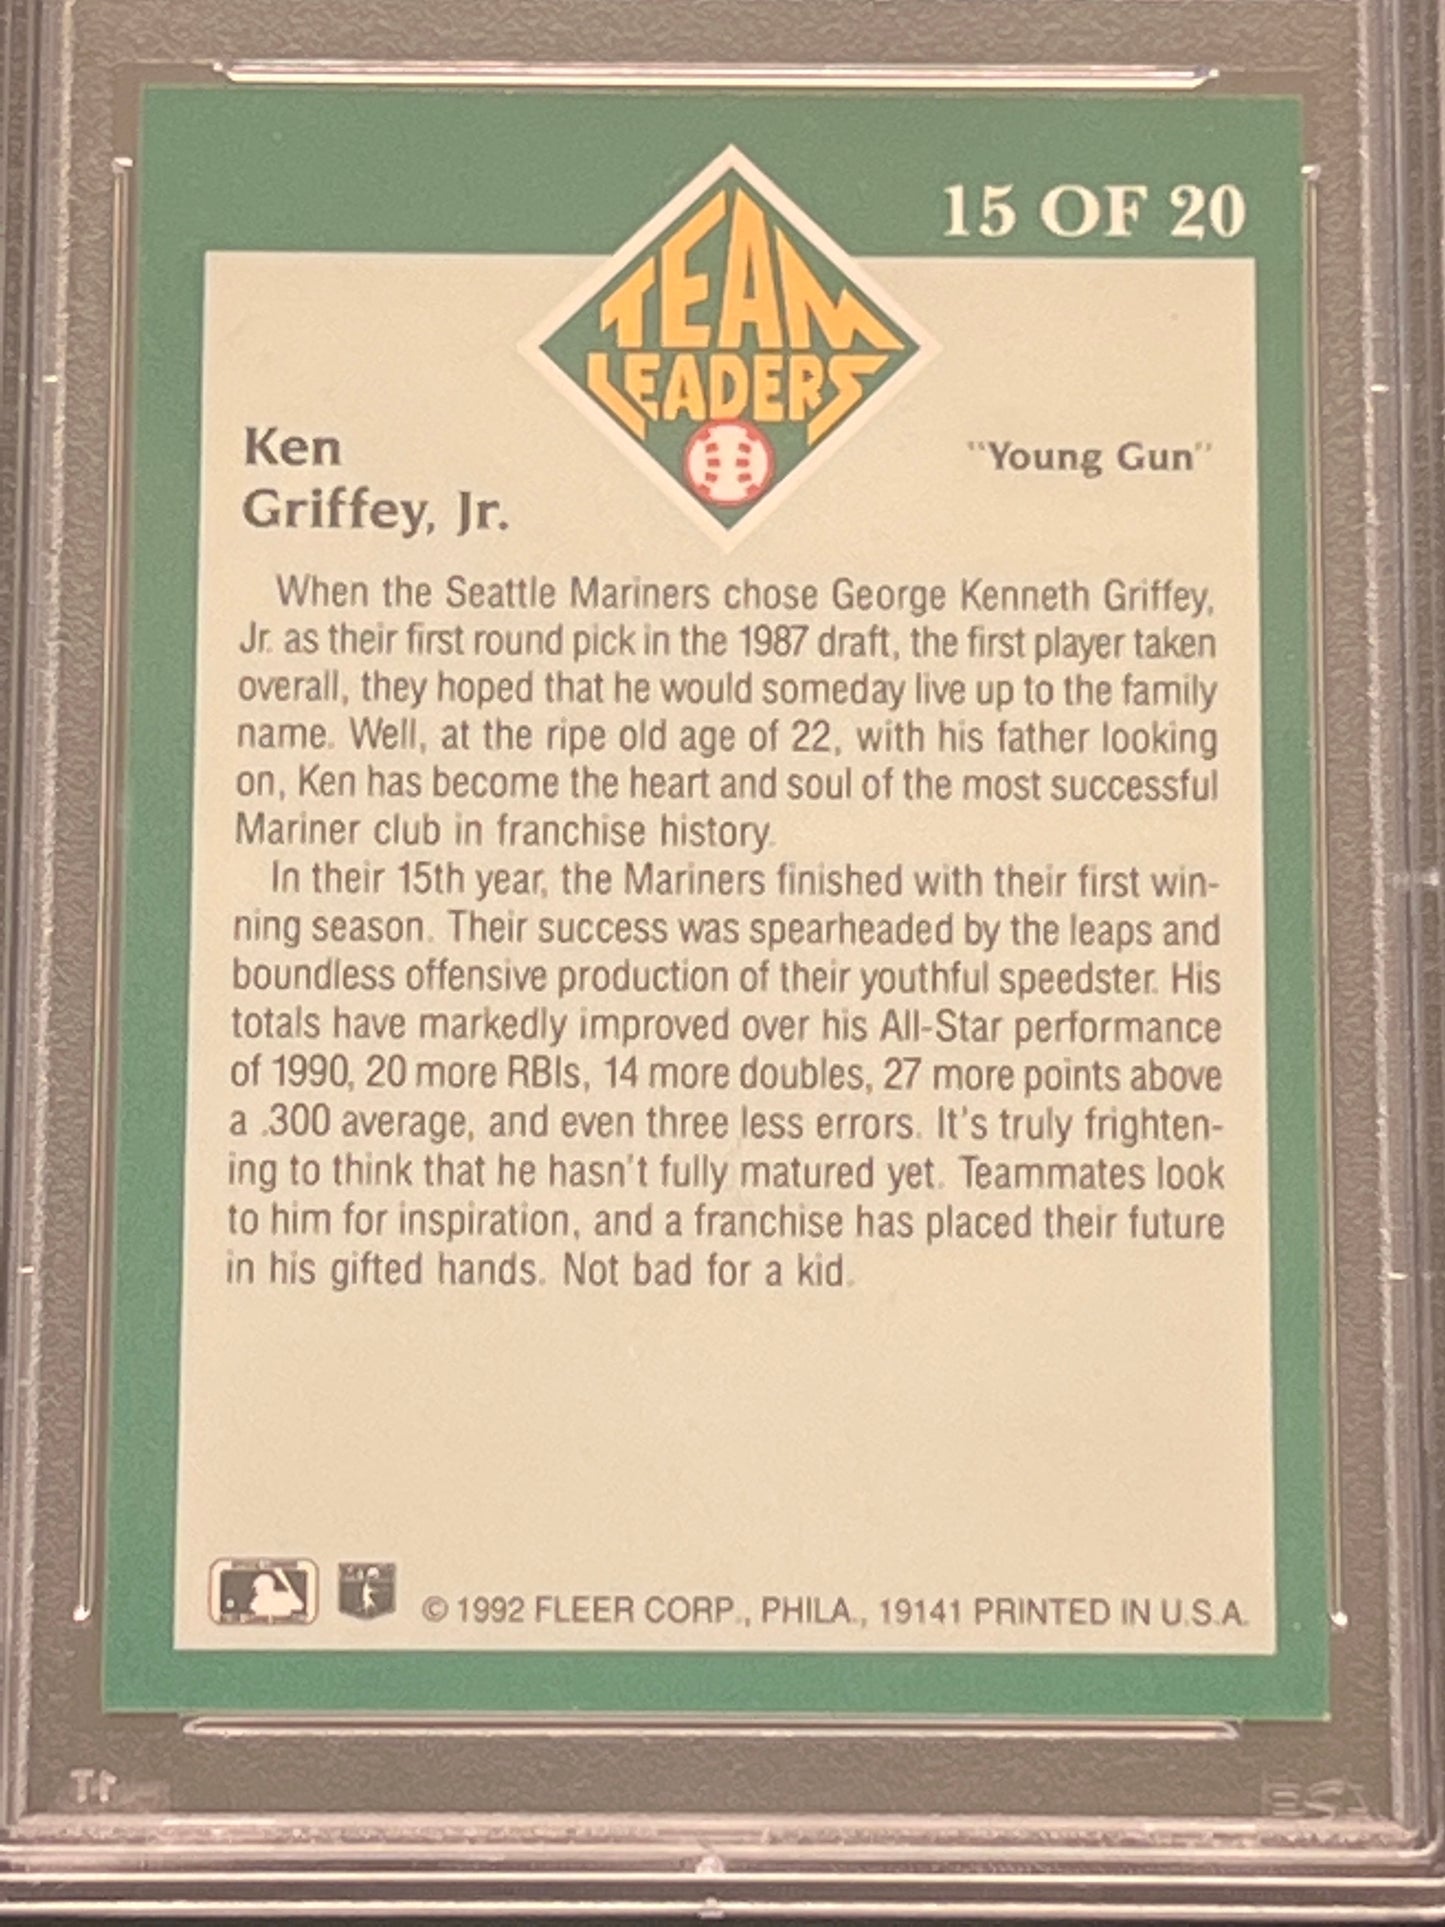 15 OF 20
TEAM
LEADERS
Ken
Griffey, Jr.
"Young Gun"
When the Seattle Mariners chose George Kenneth Griffey,
Jr. as their first round pick in the 1987 draft, the first player taken
overall, they hoped that he would someday live up to the family
name. Well, at the ripe old age of 22, with his father looking
on, Ken has become the heart and soul of the most successful
Mariner club in franchise history.
In their 15th year, the Mariners finished with their first win-
ning season. Their success was spearheaded by the leaps and
boundless offensive production of their youthful speedster. His
totals have markedly improved over his All-Star performance
of 1990, 20 more RBIs, 14 more doubles, 27 more points above
a .300 average, and even three less errors. It's truly frighten-
ing to think that he hasn't fully matured yet. Teammates look
to him for inspiration, and a franchise has placed their future
in his gifted hands. Not bad for a kid.
© 1992 FLEER CORP., PHILA., 19141 PRINTED IN U.S.A.